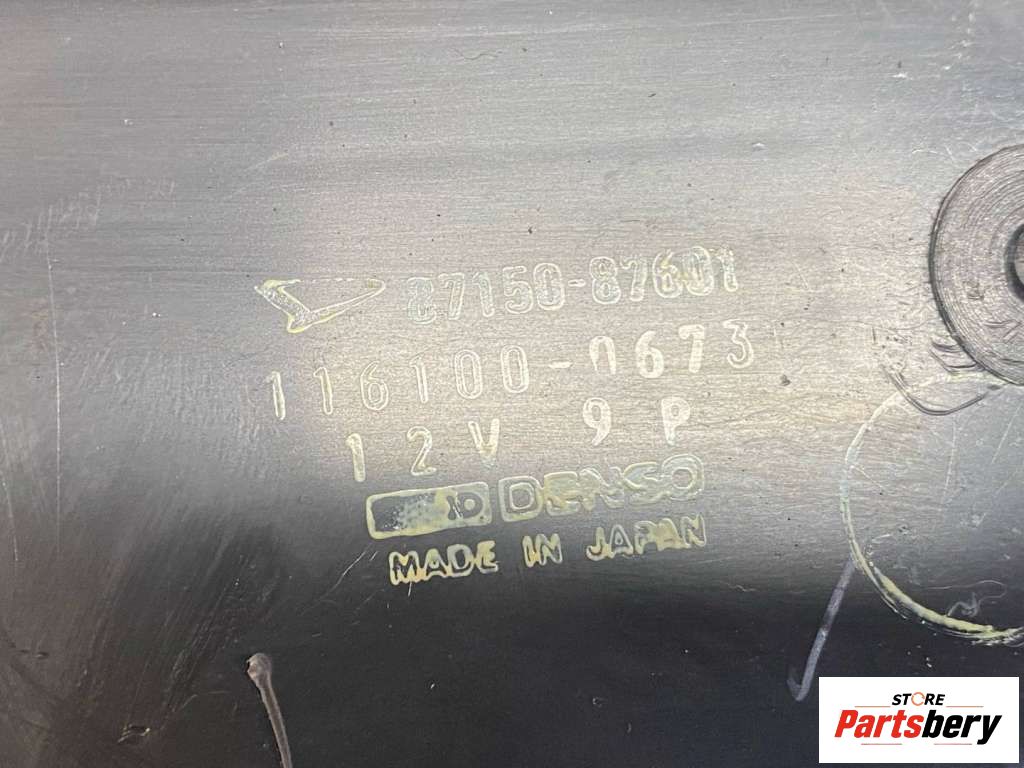 87150-87601
116100-0673
12V 9P
DENSO
MADE IN JAPAN
STORE
Partsbery